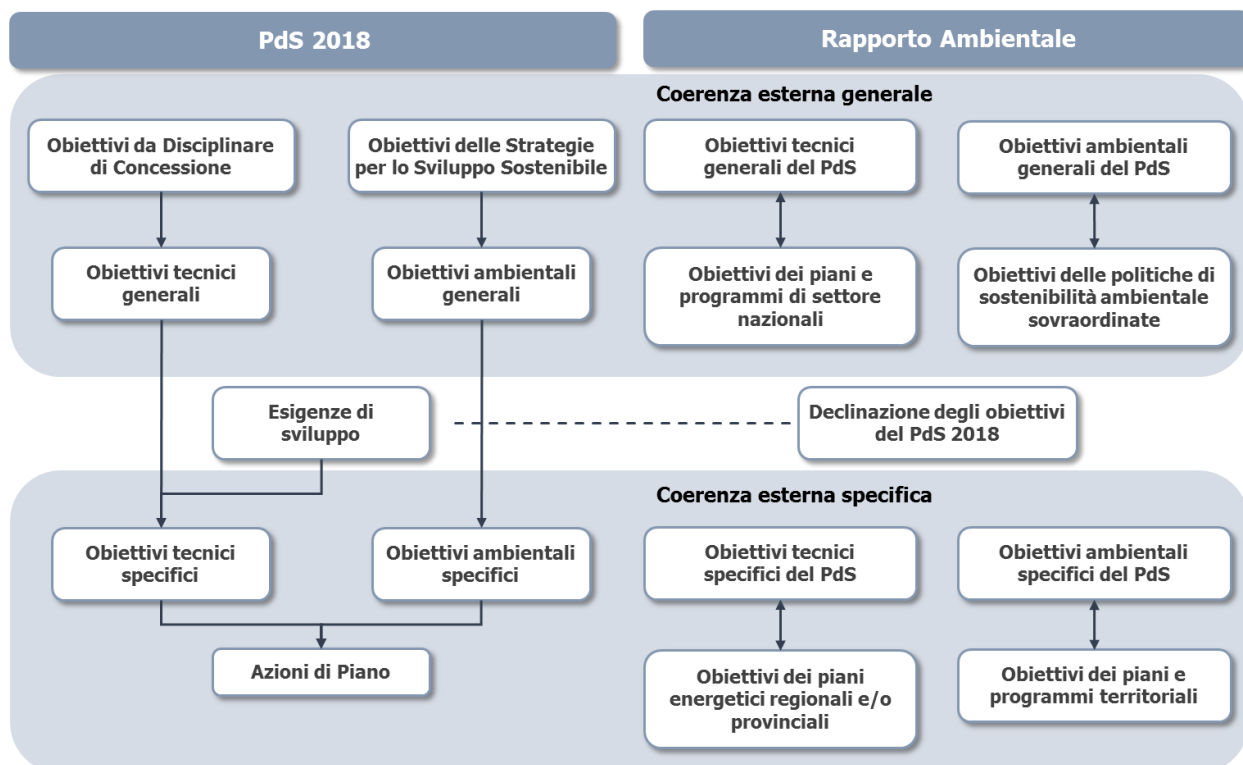 PdS 2018
Rapporto Ambientale
Coerenza esterna generale
Obiettivi da Disciplinare
di Concessione
Obiettivi delle Strategie
per lo Sviluppo Sostenibile
Obiettivi tecnici
generali del PdS
Obiettivi ambientali
generali del PdS
Obiettivi tecnici
generali
Obiettivi ambientali
generali
Obiettivi dei piani e
programmi di settore
nazionali
Obiettivi delle politiche di
sostenibilità ambientale
sovraordinate
Esigenze di
sviluppo
Declinazione degli obiettivi
del PdS 2018
Coerenza esterna specifica
Obiettivi tecnici
specifici
Obiettivi ambientali
specifici
Obiettivi tecnici
specifici del PdS
Obiettivi ambientali
specifici del PdS
Azioni di Piano
Obiettivi dei piani
energetici regionali e/o
provinciali
Obiettivi dei piani e
programmi territoriali